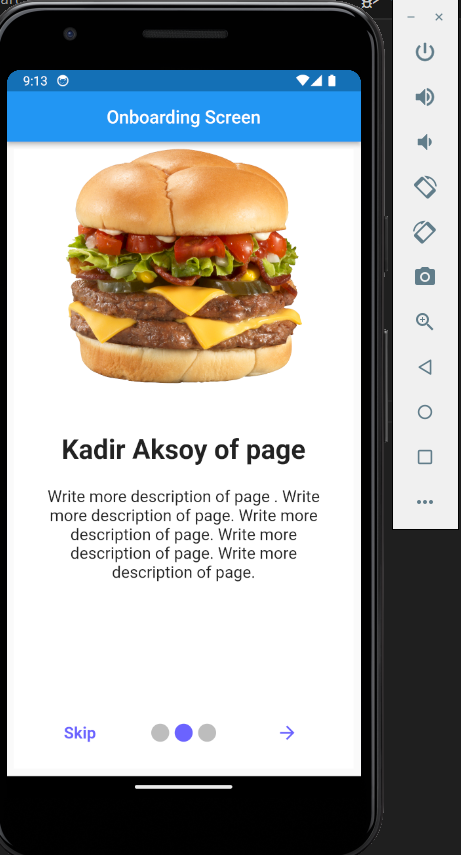 9:13
Onboarding Screen
Kadir Aksoy of page
Write more description of page . Write
more description of page. Write more
description of page. Write more
description of page. Write more
description of page.
Skip